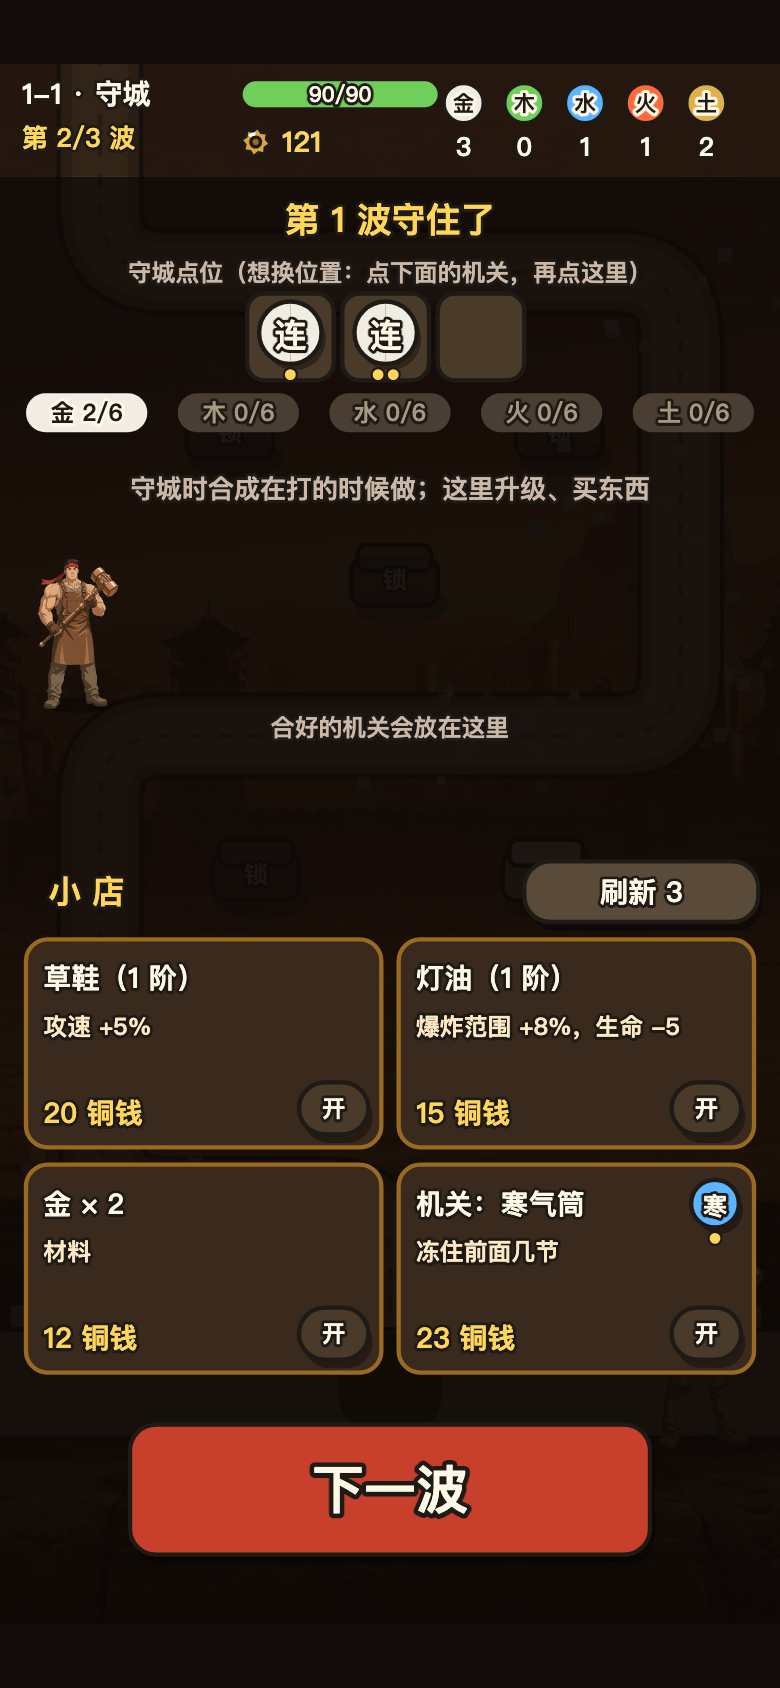 1–1 · 守城
90/90
金 木 水 火 土
第 2/3 波
121
3 0 1 1 2
第 1 波守住了
守城点位（想换位置：点下面的机关，再点这里）
连 连
金 2/6 木 0/6 水 0/6 火 0/6 土 0/6
锁 锁
守城时合成在打的时候做；这里升级、买东西
锁
合好的机关会放在这里
锁
小 店
刷新 3
草鞋（1 阶）
攻速 +5%
20 铜钱
开
灯油（1 阶）
爆炸范围 +8%，生命 –5
15 铜钱
开
金 × 2
材料
12 铜钱
开
机关：寒气筒
寒
冻住前面几节
23 铜钱
开
下一波